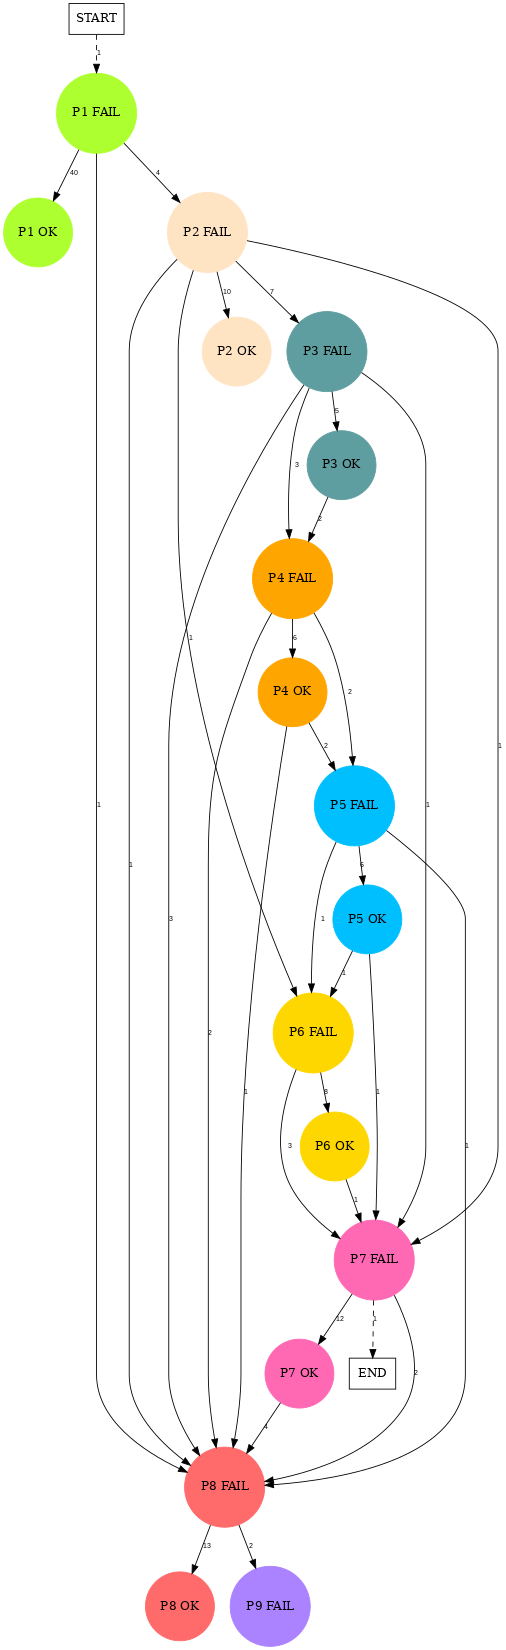 START
1
P1 FAIL
40
4
P1 OK
P2 FAIL
10
7
P2 OK
P3 FAIL
5
3
P3 OK
2
P4 FAIL
1
6
P4 OK
2
2
1
1
1
P5 FAIL
1
3
6
P5 OK
1
1
2
P6 FAIL
1
1
8
1
3
P6 OK
1
P7 FAIL
12
1
2
P7 OK
END
4
P8 FAIL
13
2
P8 OK
P9 FAIL